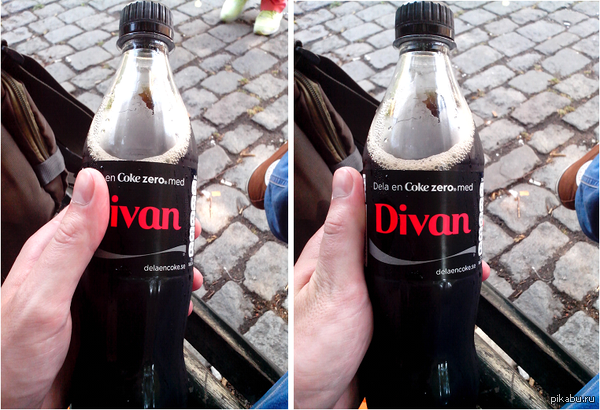 en Coke zero® med
Divan
delaencoke.se
Dela en Coke zero® med
Divan
delaencoke.se
pikabu.ru